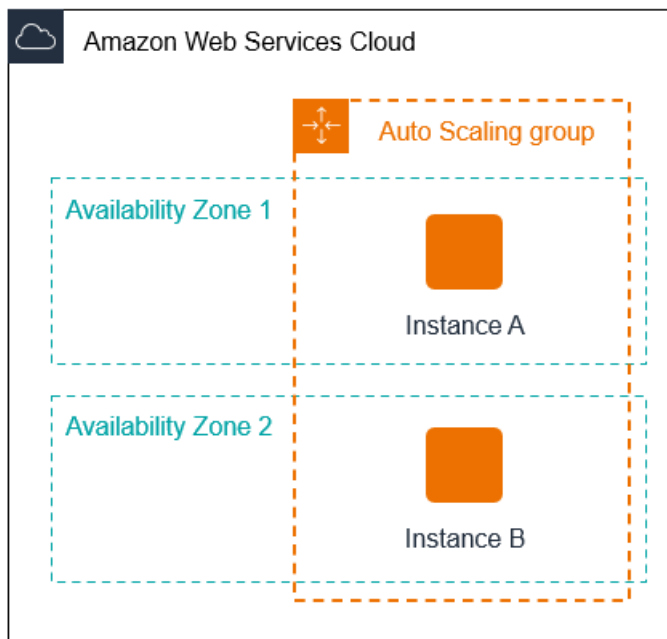 Amazon Web Services Cloud
Auto Scaling group
Availability Zone 1
Instance A
Availability Zone 2
Instance B